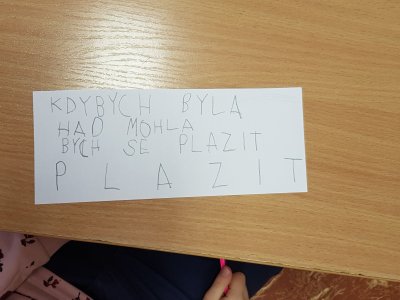 KDYBYCH BYLA
HAD MOHLA
BYCH SE PLAZIT
P L A Z I T